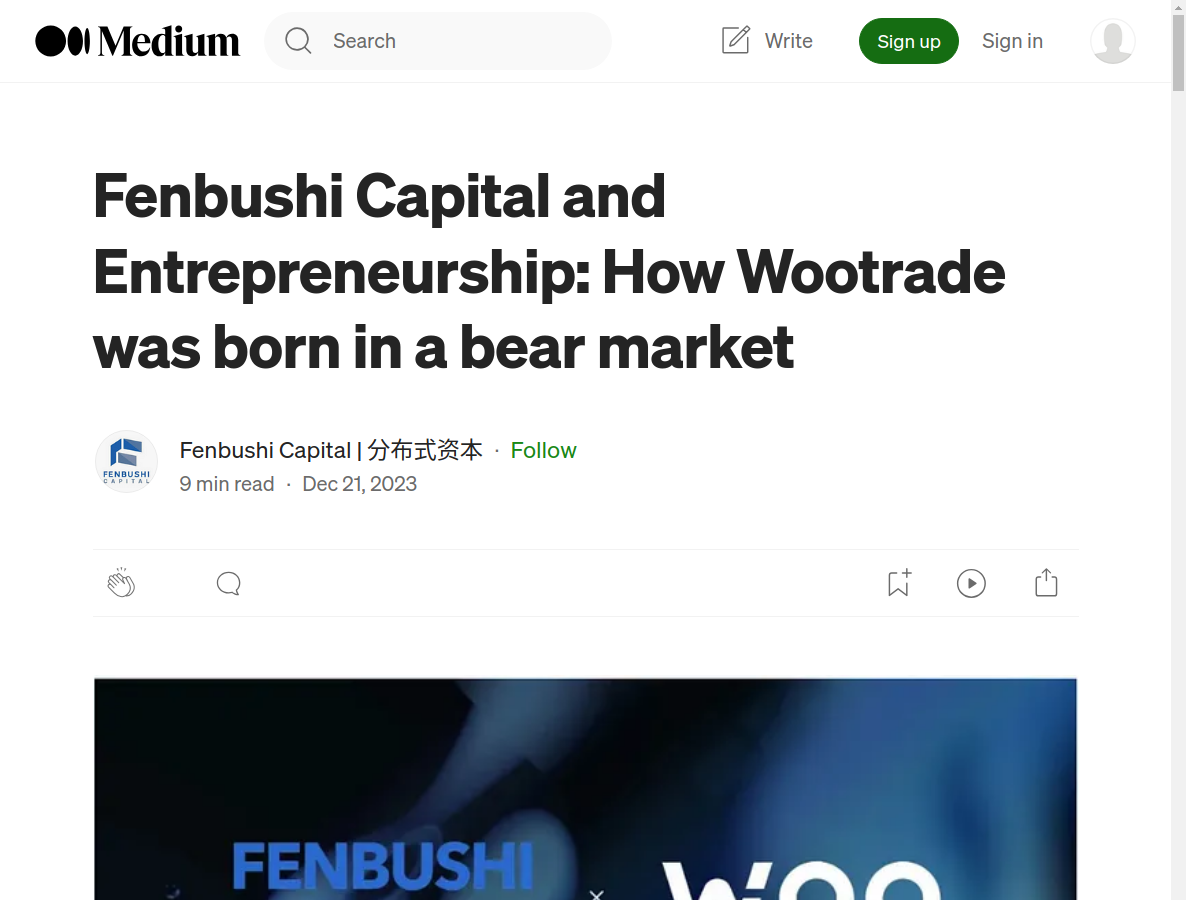 Medium
Search
Write
Sign up
Sign in
Fenbushi Capital and
Entrepreneurship: How Wootrade
was born in a bear market
FENBUSHI
CAPITAL
Fenbushi Capital | 分布式资本 · Follow
9 min read · Dec 21, 2023
FENBUSHI
WOO